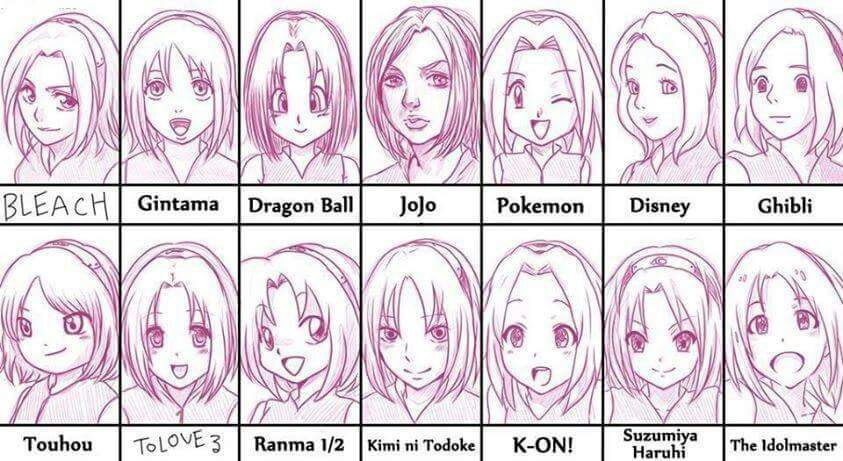 BLEACH
Gintama
Dragon Ball
JoJo
Pokemon
Disney
Ghibli
Touhou
TOLOVE3
Ranma 1/2
Kimi ni Todoke
K-ON!
Suzumiya
Haruhi
The Idolmaster